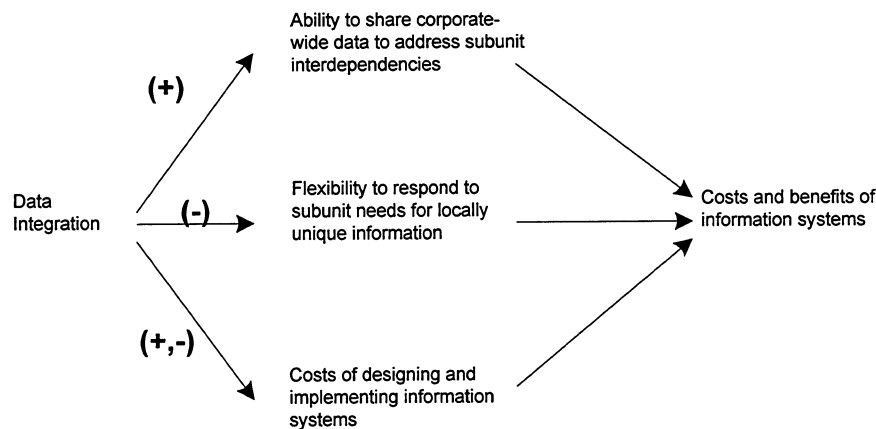 Ability to share corporate-
wide data to address subunit
interdependencies
(+)
Data
Integration
(-)
Flexibility to respond to
subunit needs for locally
unique information
Costs and benefits of
information systems
(+,-)
Costs of designing and
implementing information
systems